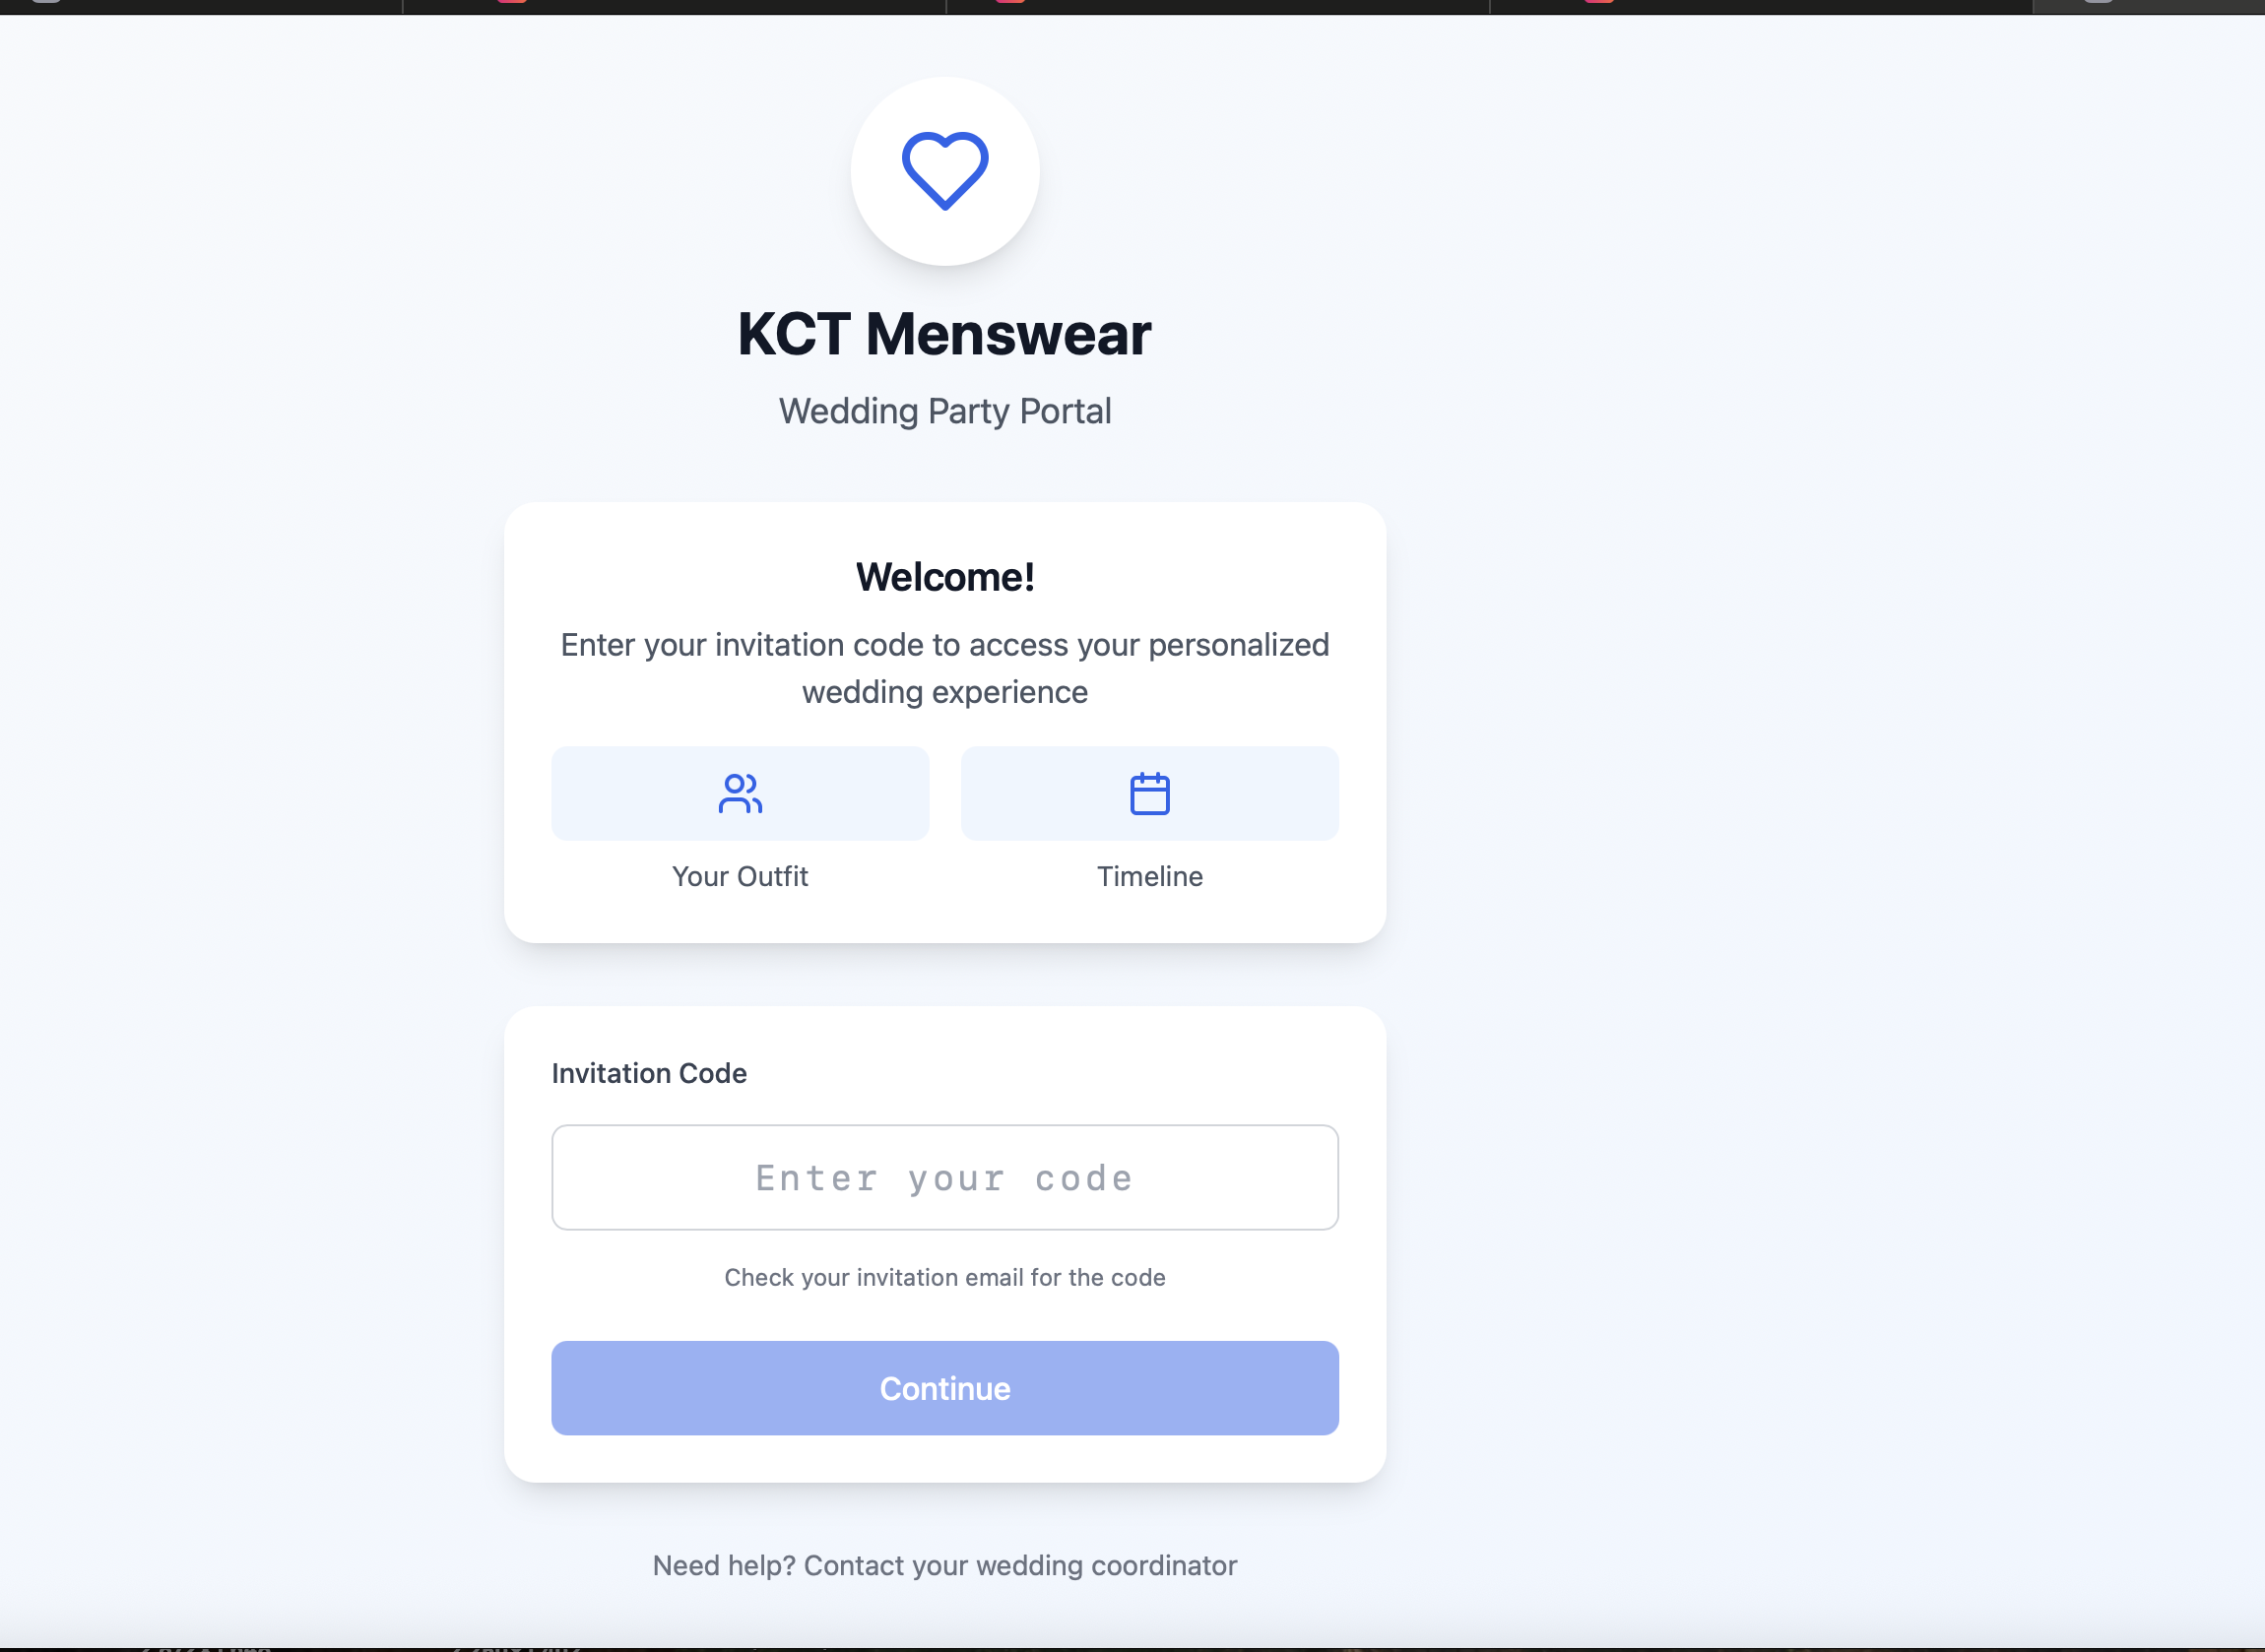 KCT Menswear
Wedding Party Portal
Welcome!
Enter your invitation code to access your personalized
wedding experience
Your Outfit
Timeline
Invitation Code
Enter your code
Check your invitation email for the code
Continue
Need help? Contact your wedding coordinator